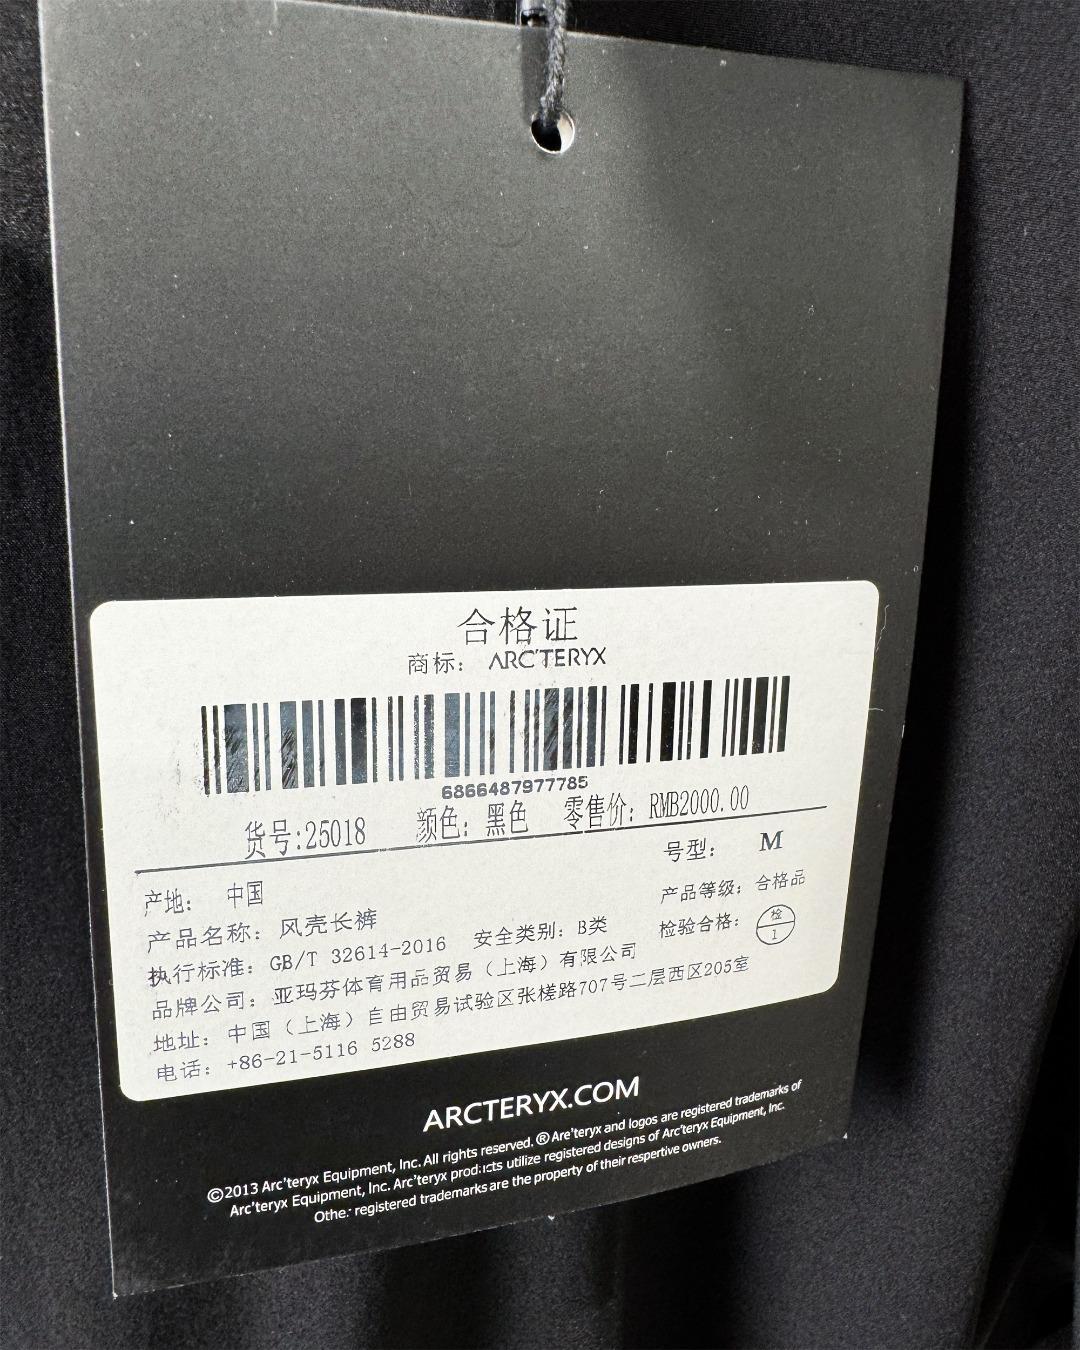 合格证
商标: ARC'TERYX
6866487977785
货号:25018 颜色: 黑色 零售价: RMB2000.00
号型: M
产地: 中国
产品等级: 合格品
产品名称: 风壳长裤
检验合格: 检 1
执行标准: GB/T 32614-2016 安全类别: B类
品牌公司: 亚玛芬体育用品贸易（上海）有限公司
地址: 中国（上海）自由贸易试验区张槎路707号二层西区205室
电话: +86-21-5116 5288
ARCTERYX.COM
©2013 Arc'teryx Equipment, Inc. All rights reserved. ® Are'teryx and logos are registered trademarks of
Arc'teryx Equipment, Inc. Arc'teryx products utilize registered designs of Arc'teryx Equipment, Inc.
Other registered trademarks are the property of their respertive owners.